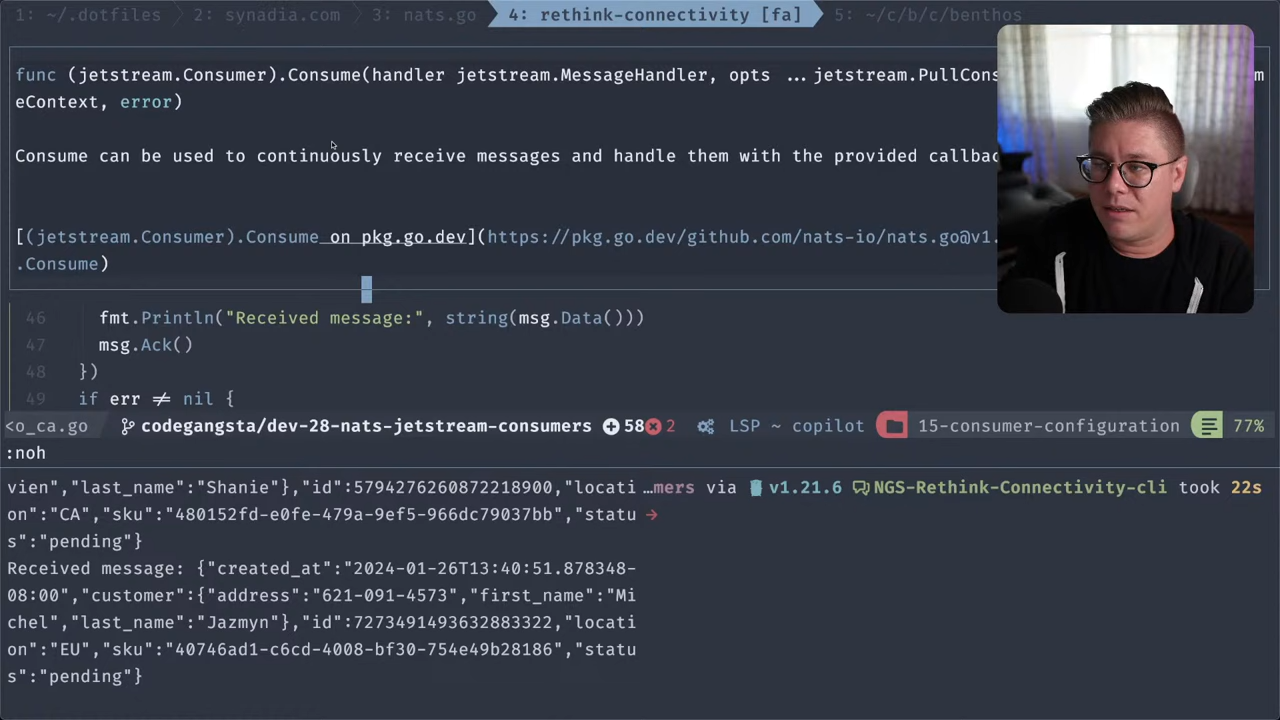 1: ~/.dotfiles 2: synadia.com 3: nats.go 4: rethink-connectivity [fa] 5: ~/c/b/c/benthos
func (jetstream.Consumer).Consume(handler jetstream.MessageHandler, opts ...jetstream.PullCons m
eContext, error)
Consume can be used to continuously receive messages and handle them with the provided callbac
[(jetstream.Consumer).Consume on pkg.go.dev](https://pkg.go.dev/github.com/nats-io/nats.go@v1.
.Consume)
46 fmt.Println("Received message:", string(msg.Data()))
47 msg.Ack()
48 })
49 if err ≠ nil {
<o_ca.go codegangsta/dev-28-nats-jetstream-consumers 58 2 LSP ~ copilot 15-consumer-configuration 77%
:noh
vien","last_name":"Shanie"},"id":5794276260872218900,"locati
on":"CA","sku":"480152fd-e0fe-479a-9ef5-966dc79037bb","statu
s":"pending"}
Received message: {"created_at":"2024-01-26T13:40:51.878348-
08:00","customer":{"address":"621-091-4573","first_name":"Mi
chel","last_name":"Jazmyn"},"id":7273491493632883322,"locati
on":"EU","sku":"40746ad1-c6cd-4008-bf30-754e49b28186","statu
s":"pending"}
…mers via v1.21.6 NGS-Rethink-Connectivity-cli took 22s
→